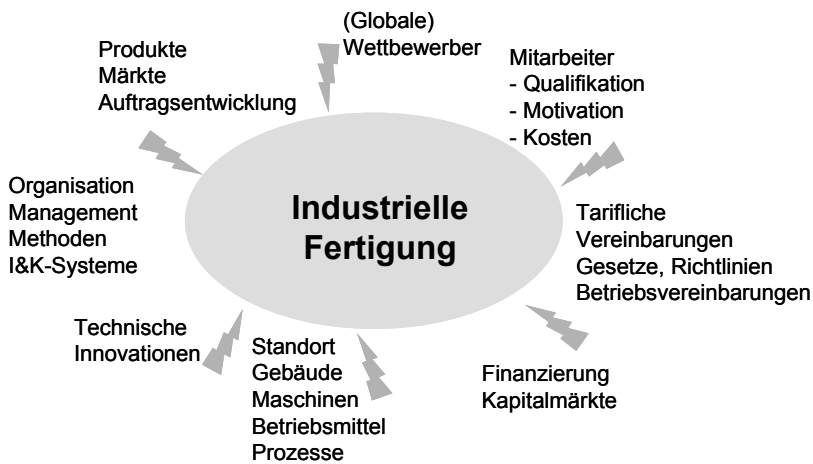 (Globale)
Wettbewerber
Produkte
Märkte
Auftragsentwicklung
Mitarbeiter
- Qualifikation
- Motivation
- Kosten
Organisation
Management
Methoden
I&K-Systeme
Industrielle
Fertigung
Tarifliche
Vereinbarungen
Gesetze, Richtlinien
Betriebsvereinbarungen
Technische
Innovationen
Standort
Gebäude
Maschinen
Betriebsmittel
Prozesse
Finanzierung
Kapitalmärkte